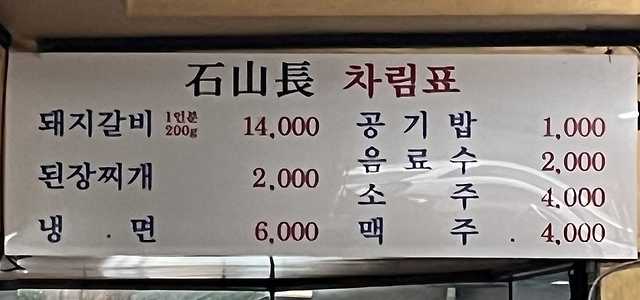 石山長 차림표
돼지갈비 1인분 200g 14,000
된장찌개 2,000
냉면 6,000
공기밥 1,000
음료수 2,000
소주 4,000
맥주 4,000